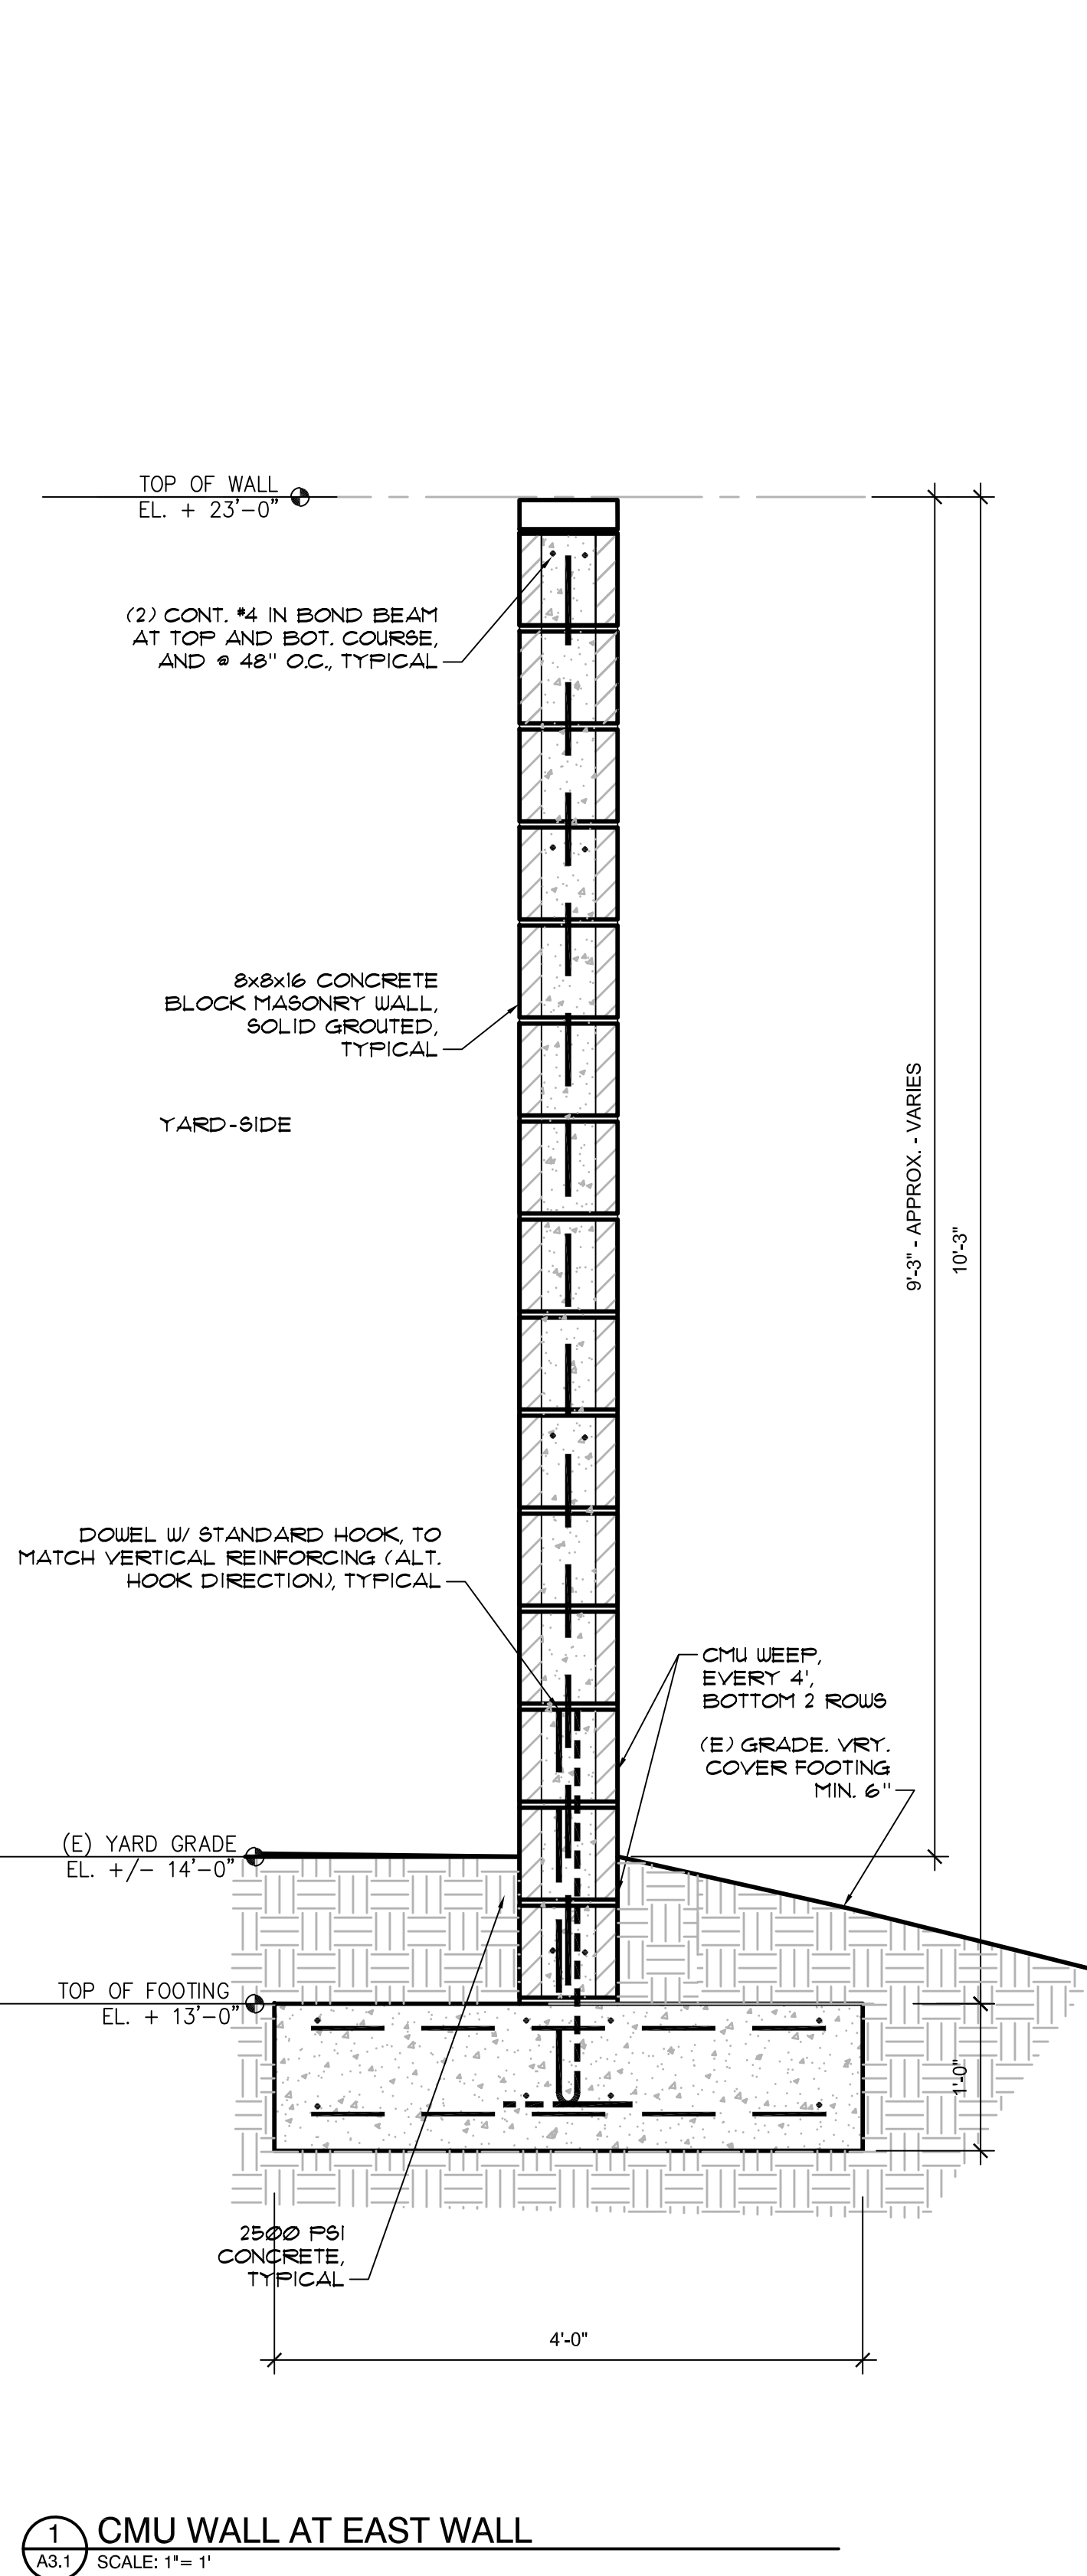 TOP OF WALL
EL. + 23'-0"
(2) CONT. #4 IN BOND BEAM
AT TOP AND BOT. COURSE,
AND @ 48" O.C., TYPICAL
8x8x16 CONCRETE
BLOCK MASONRY WALL,
SOLID GROUTED,
TYPICAL
YARD-SIDE
9'-3" - APPROX. - VARIES
10'-3"
DOWEL W/ STANDARD HOOK, TO
MATCH VERTICAL REINFORCING (ALT.
HOOK DIRECTION), TYPICAL
CMU WEEP,
EVERY 4',
BOTTOM 2 ROWS
(E) GRADE. VRY.
COVER FOOTING
MIN. 6"
(E) YARD GRADE
EL. +/- 14'-0"
TOP OF FOOTING
EL. + 13'-0"
1'-0"
2500 PSI
CONCRETE,
TYPICAL
4'-0"
1
A3.1
CMU WALL AT EAST WALL
SCALE: 1"= 1'